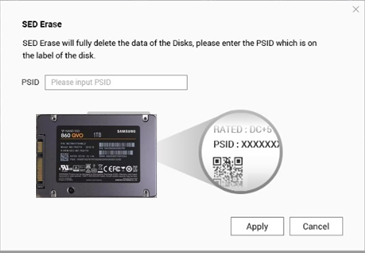 SED Erase
SED Erase will fully delete the data of the Disks, please enter the PSID which is on
the label of the disk.
PSID
Please input PSID
860 QVO
1TB
SAMSUNG
RATED : DC+5
PSID : XXXXXXX
Apply
Cancel